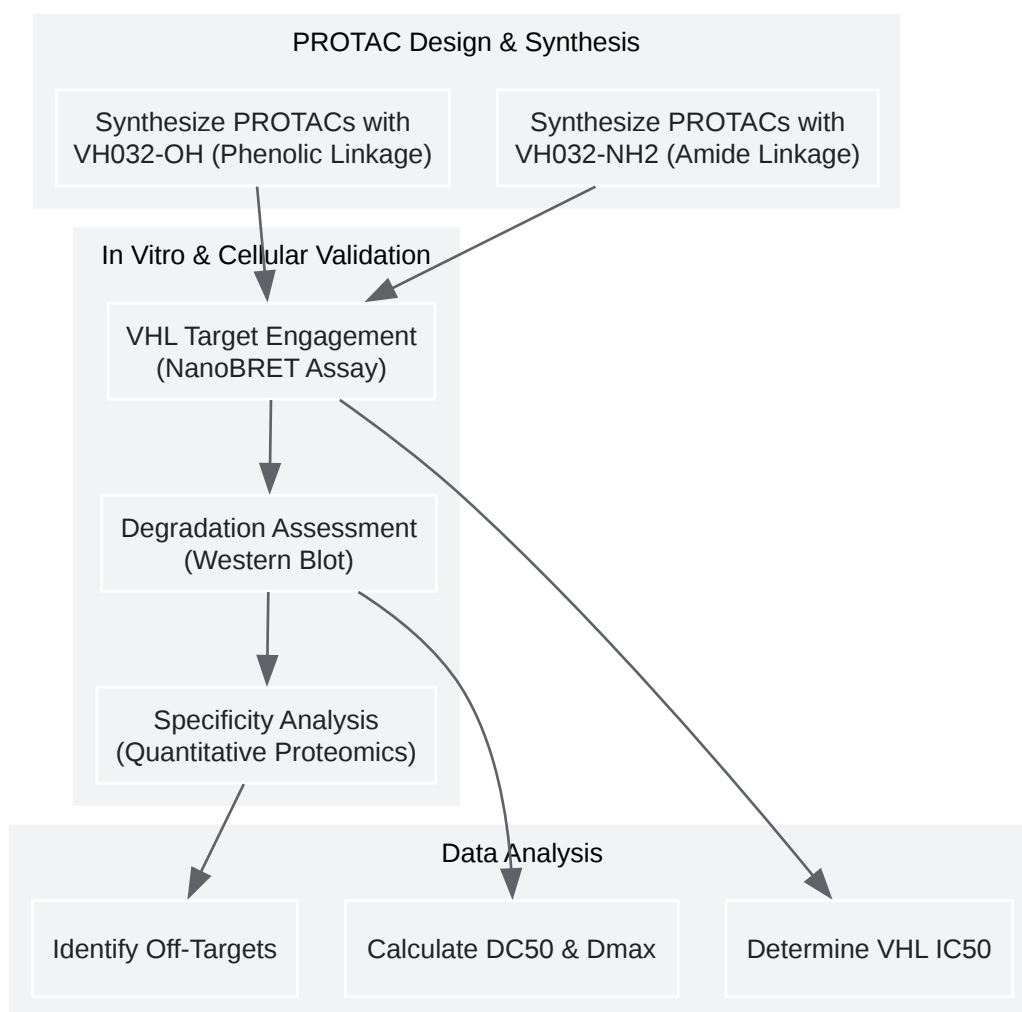 PROTAC Design & Synthesis
Synthesize PROTACs with
VH032-OH (Phenolic Linkage)
Synthesize PROTACs with
VH032-NH2 (Amide Linkage)
In Vitro & Cellular Validation
VHL Target Engagement
(NanoBRET Assay)
Degradation Assessment
(Western Blot)
Specificity Analysis
(Quantitative Proteomics)
Data Analysis
Identify Off-Targets
Calculate DC50 & Dmax
Determine VHL IC50